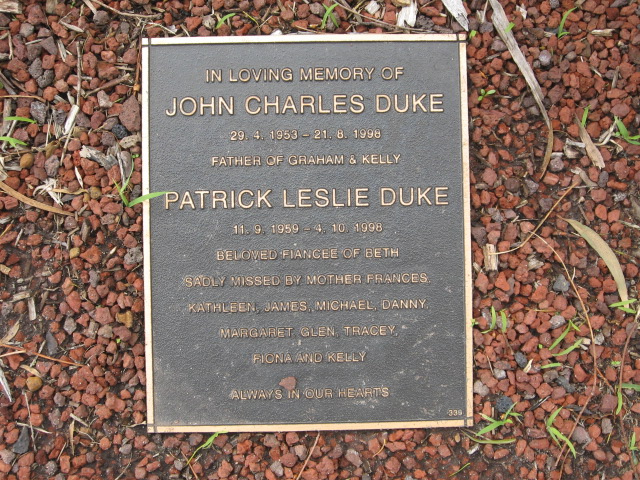 IN LOVING MEMORY OF
JOHN CHARLES DUKE
29. 4. 1953 - 21. 8. 1998
FATHER OF GRAHAM & KELLY
PATRICK LESLIE DUKE
11. 9. 1959 - 4. 10. 1998
BELOVED FIANCEE OF BETH
SADLY MISSED BY MOTHER FRANCES.
KATHLEEN, JAMES, MICHAEL, DANNY,
MARGARET, GLEN, TRACEY,
FIONA AND KELLY
ALWAYS IN OUR HEARTS
339